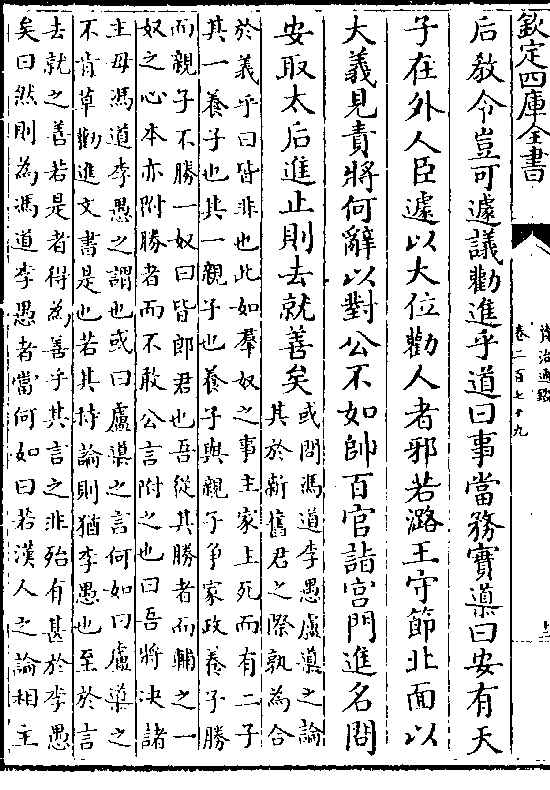 欽定四庫全書
資治通鑑
卷二百七十九
后教令豈可遽議勸進乎道曰事當務實導曰安有天
子在外人臣遽以大位勸人者邪若潞王守節北面以
大義見責將何辭以對公不如帥百官詣宮門進名問
安取太后進止則去就善矣
或問馮道李愚盧導之論
其於新舊君之際孰為合
於義乎曰皆非也此如羣奴之事主家主死而有二子
其一養子也其一親子也養子與親子爭家政養子勝
而親子不勝一奴曰皆郎君也吾從其勝者而輔之一
奴之心本亦附勝者而不敢公言附之也曰吾將決諸
主母馮道李愚之謂也或曰盧導之言何如曰盧導之
不肯草勸進文書是也若其持論則猶李愚也至於言
去就之善若是者得為善乎其言之非殆有甚於李愚
矣曰然則為馮道李愚者當何如曰若漢人之論相主